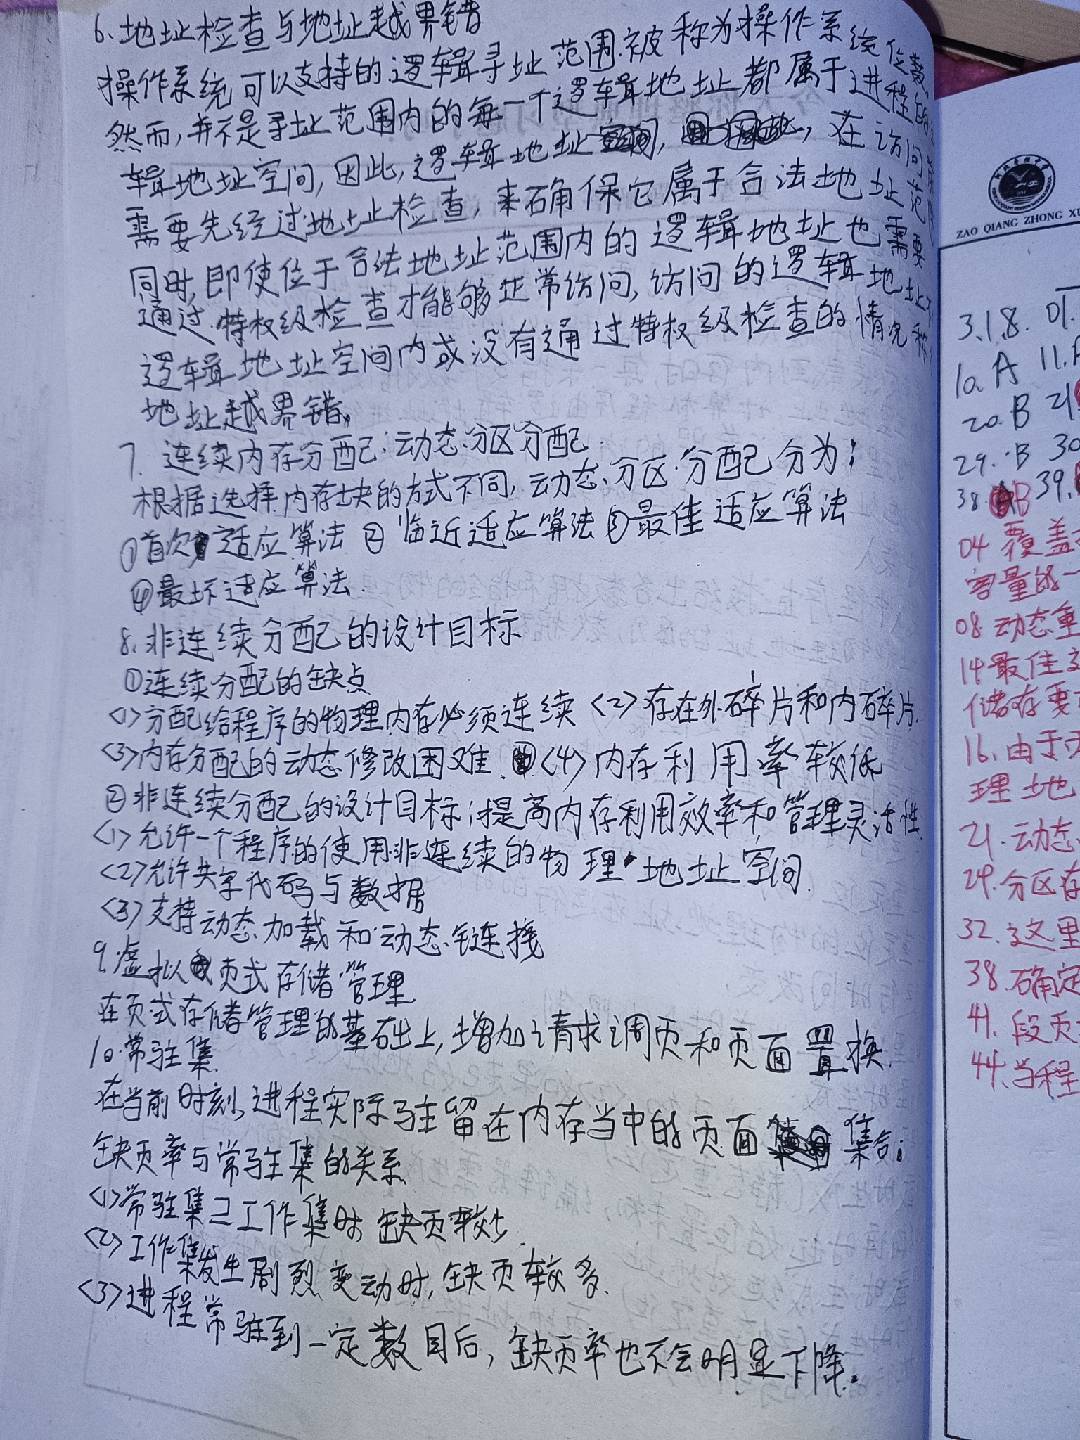 6.地址检查与地址越界错
操作系统可以支持的逻辑寻址范围被称为操作系统位数,
然而,并不是寻址范围内的每一个逻辑地址都属于进程的逻
辑地址空间,因此,逻辑地址空间,在访问
需要先经过地址检查,来确保它属于合法地址范
同时,即使位于合法地址范围内的逻辑地址也需要
通过特权级检查才能够正常访问,访问的逻辑地址不
逻辑地址空间内或没有通过特权级检查的情况称
地址越界错。
7. 连续内存分配:动态分区分配
根据选择内存块的方式不同,动态分区分配分为:
①首次适应算法 ②临近适应算法 ③最佳适应算法
④最坏适应算法
8.非连续分配的设计目标
①连续分配的缺点
<1>分配给程序的物理内存必须连续 <2>存在外碎片和内碎片.
<3>内存分配的动态修改困难. <4>内存利用率较低
②非连续分配的设计目标:提高内存利用效率和管理灵活性.
<1>允许一个程序的使用非连续的物理地址空间.
<2>允许共享代码与数据
<3>支持动态加载和动态链接
9.虚拟页式存储管理
在页式存储管理的基础上,增加请求调页和页面置换.
10.常驻集
在当前时刻,进程实际驻留在内存当中的页面集合;
缺页率与常驻集的关系
<1>常驻集⊇工作集时,缺页较少.
<2>工作集发生剧烈变动时,缺页较多.
<3>进程常驻到一定数目后,缺页率也不会明显下降.
ZAO QIANG ZHONG XU
3.18. 01
10. A 11.A
20. B 21
29. B 30
38 B 39.
04 覆盖
容量的一
08 动态重
14 最佳
储存要
16.由于
理地
21.动态
29.分区存
32.这里
38.确定
41.段页
44.当程